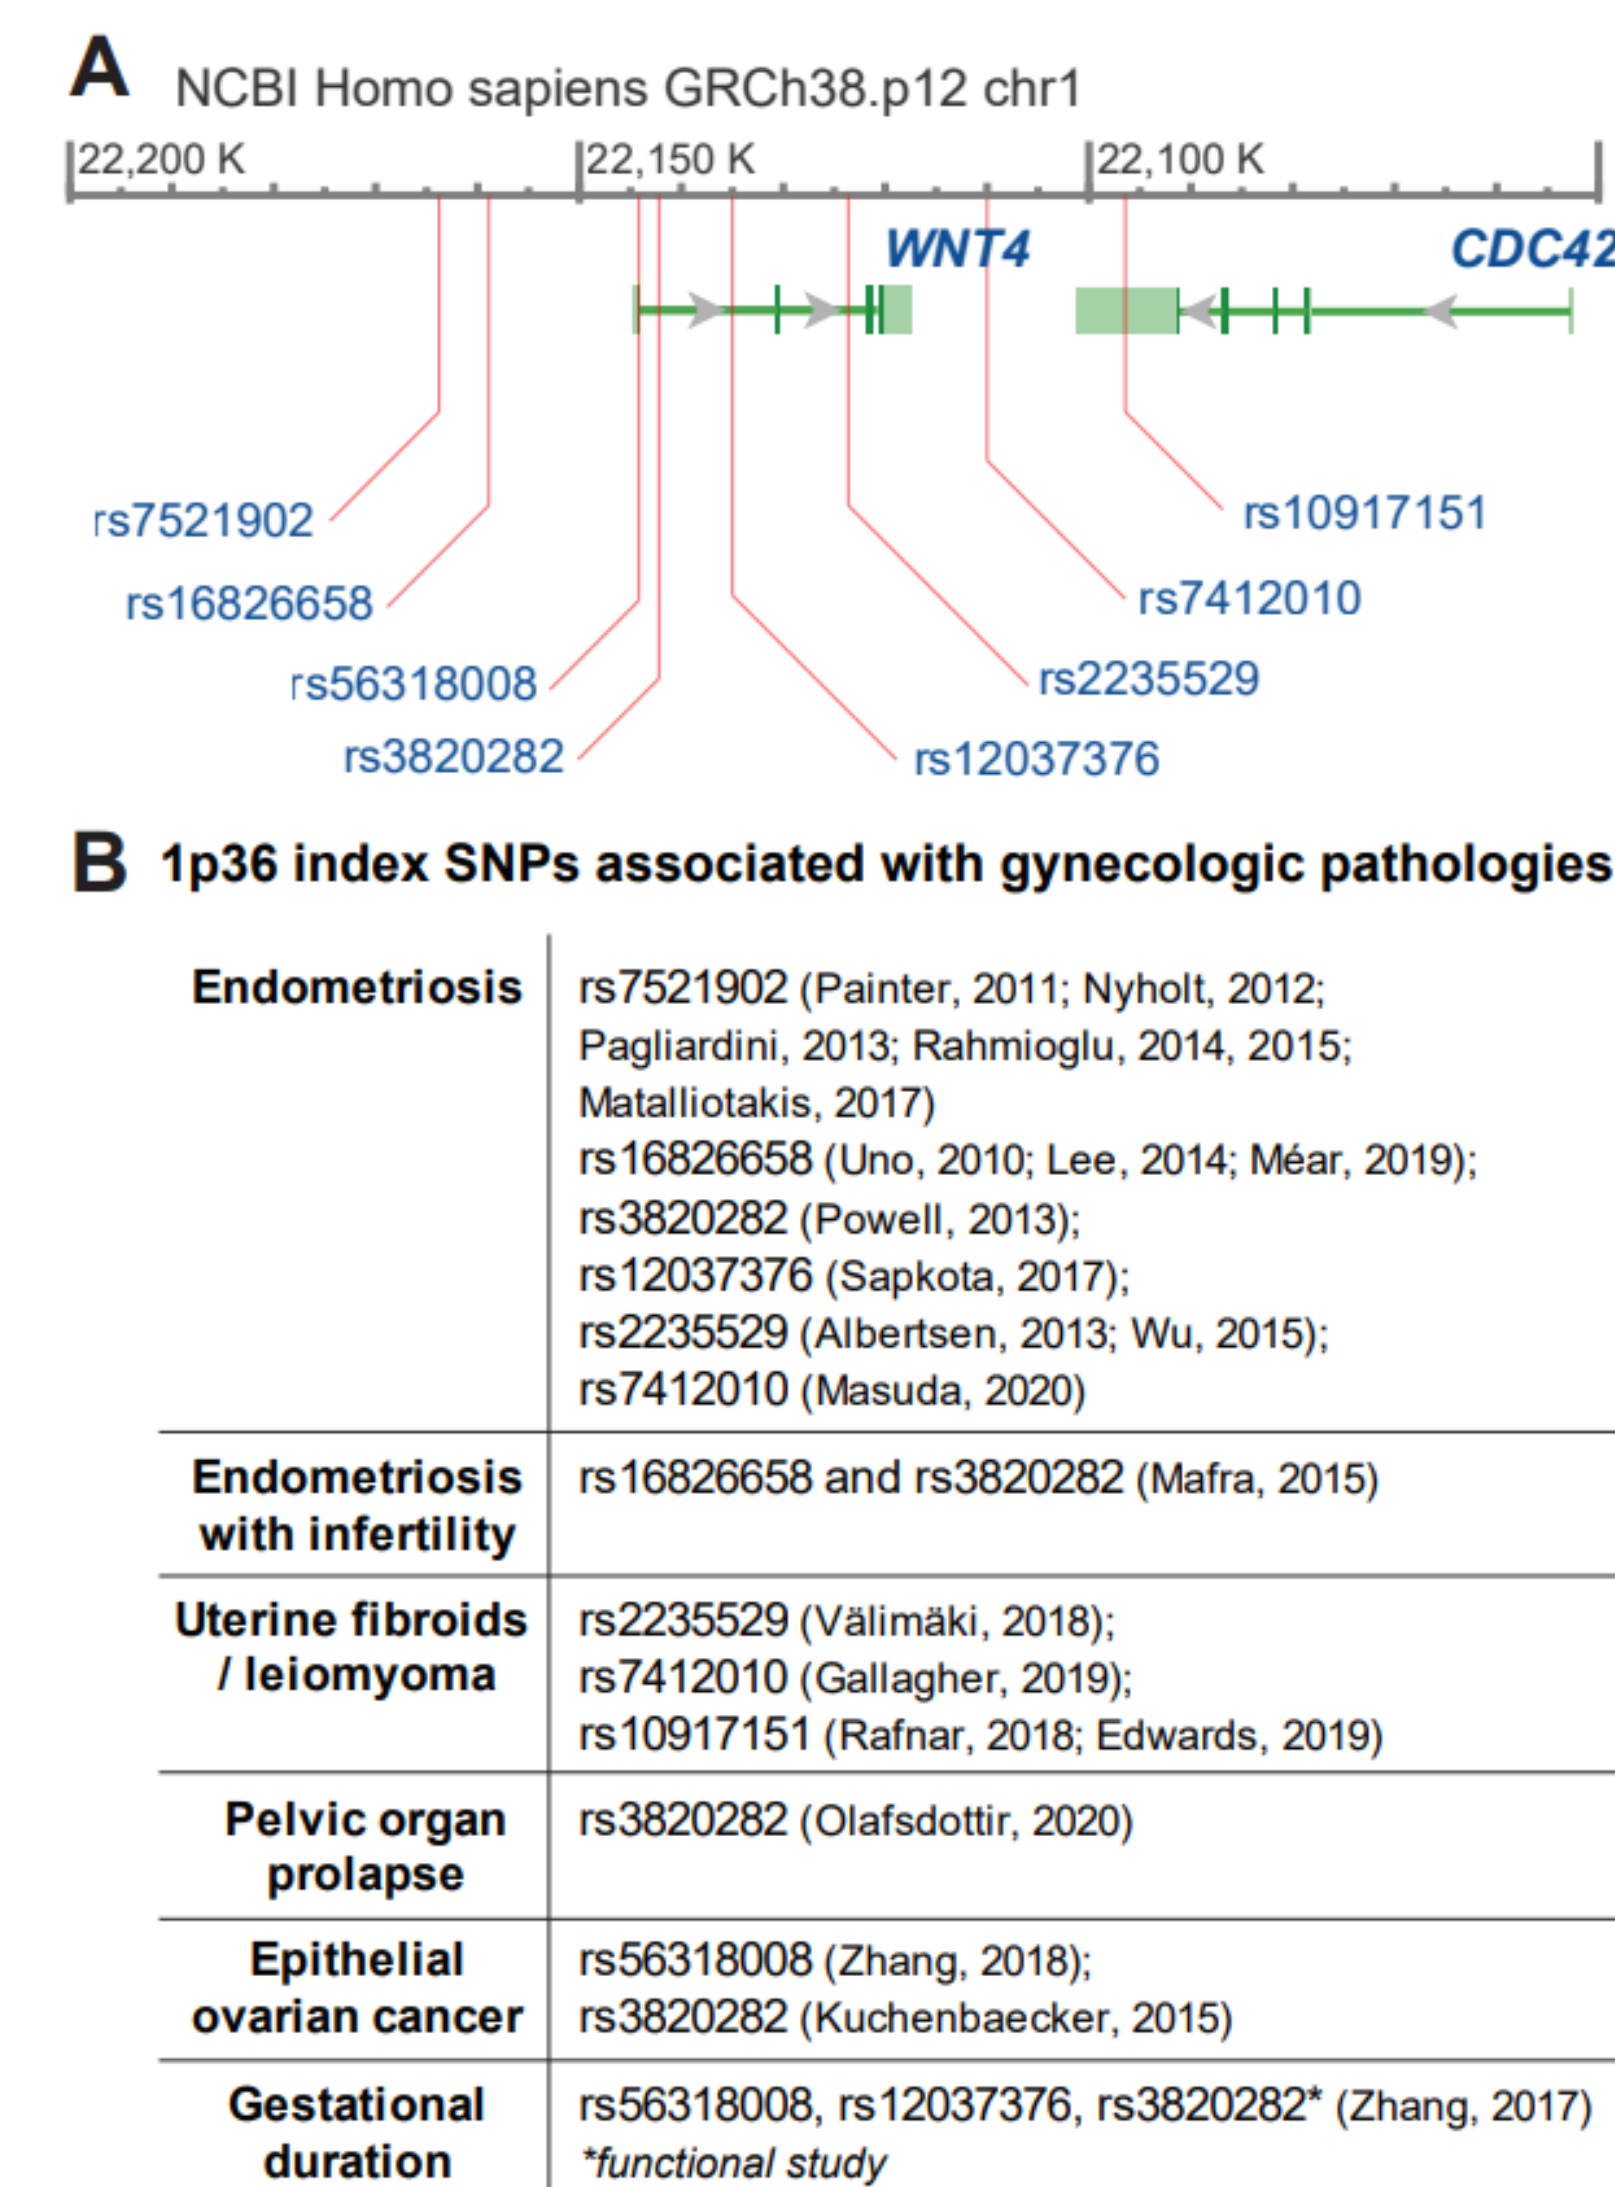 A NCBI Homo sapiens GRCh38.p12 chr1
22,200 K 22,150 K 22,100 K
WNT4 CDC42
rs7521902 rs10917151
rs16826658 rs7412010
rs56318008 rs2235529
rs3820282 rs12037376
B 1p36 index SNPs associated with gynecologic pathologies
Endometriosis rs7521902 (Painter, 2011; Nyholt, 2012;
Pagliardini, 2013; Rahmioglu, 2014, 2015;
Matalliotakis, 2017)
rs16826658 (Uno, 2010; Lee, 2014; Méar, 2019);
rs3820282 (Powell, 2013);
rs12037376 (Sapkota, 2017);
rs2235529 (Albertsen, 2013; Wu, 2015);
rs7412010 (Masuda, 2020)
Endometriosis rs16826658 and rs3820282 (Mafra, 2015)
with infertility
Uterine fibroids rs2235529 (Välimäki, 2018);
/ leiomyoma rs7412010 (Gallagher, 2019);
rs10917151 (Rafnar, 2018; Edwards, 2019)
Pelvic organ rs3820282 (Olafsdottir, 2020)
prolapse
Epithelial rs56318008 (Zhang, 2018);
ovarian cancer rs3820282 (Kuchenbaecker, 2015)
Gestational rs56318008, rs12037376, rs3820282* (Zhang, 2017)
duration *functional study